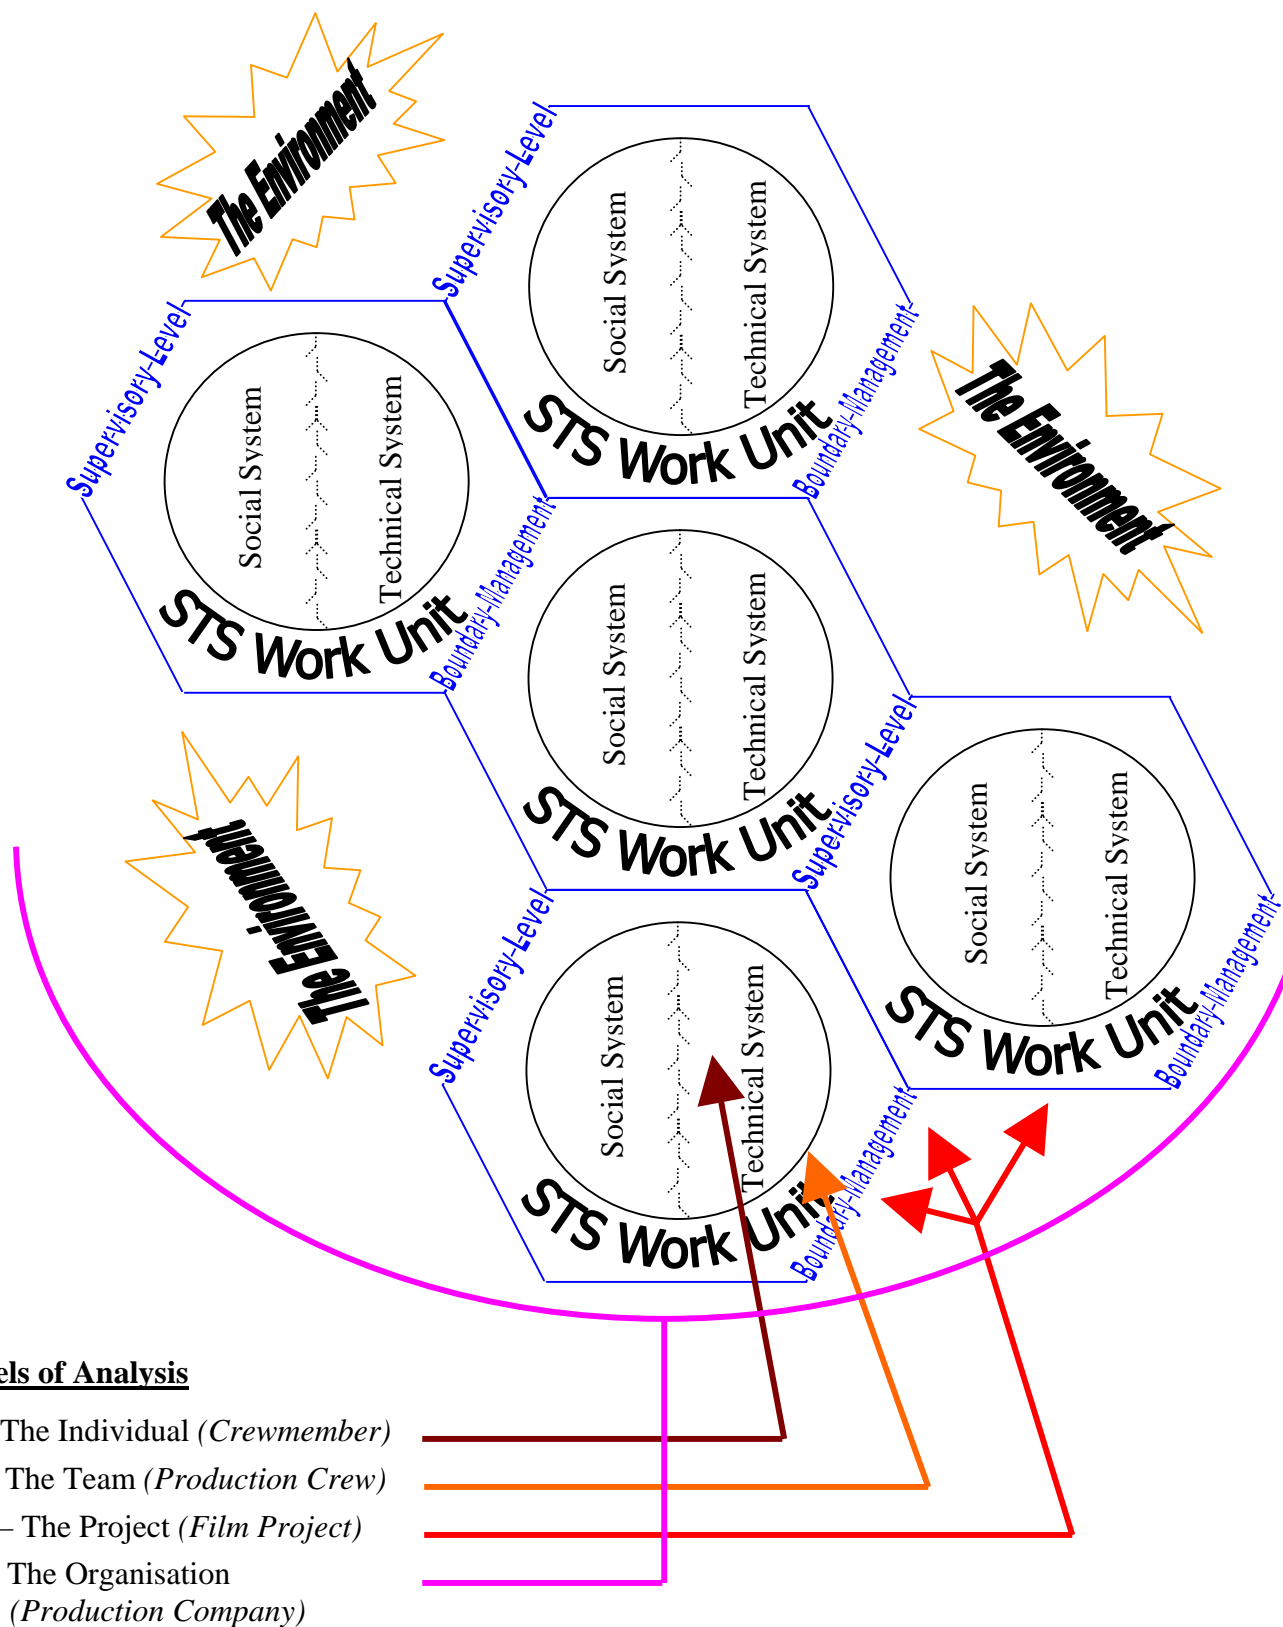 The Environment
Supervisory-Level
Social System
Technical System
STS Work Unit
Boundary-Management
The Environment
Supervisory-Level
Social System
Technical System
STS Work Unit
Boundary-Management
Social System
Technical System
STS Work Unit
The Environment
Supervisory-Level
Social System
Technical System
STS Work Unit
Boundary-Management
Supervisory-Level
Social System
Technical System
STS Work Unit
Boundary-Management
els of Analysis
The Individual (Crewmember)
The Team (Production Crew)
– The Project (Film Project)
The Organisation
(Production Company)